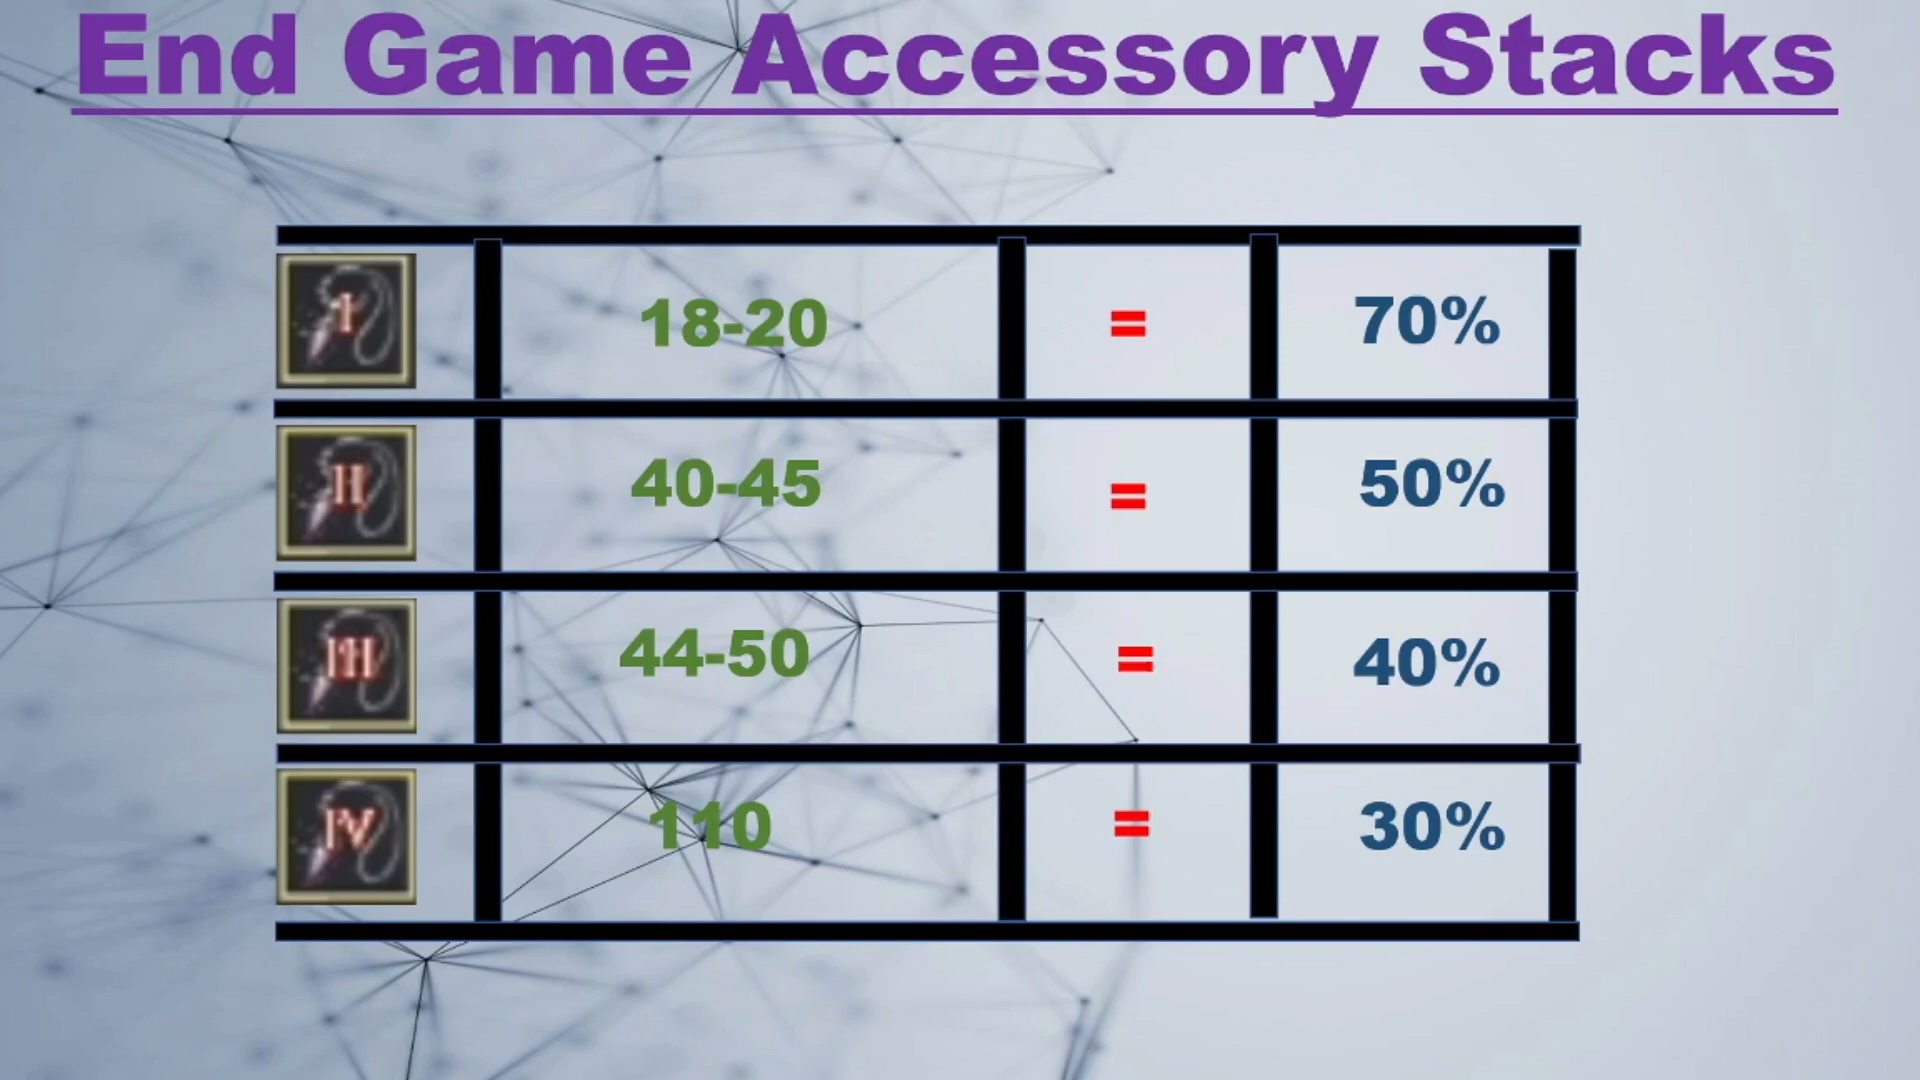 End Game Accessory Stacks
I 18-20 = 70%
II 40-45 = 50%
III 44-50 = 40%
IV 110 = 30%